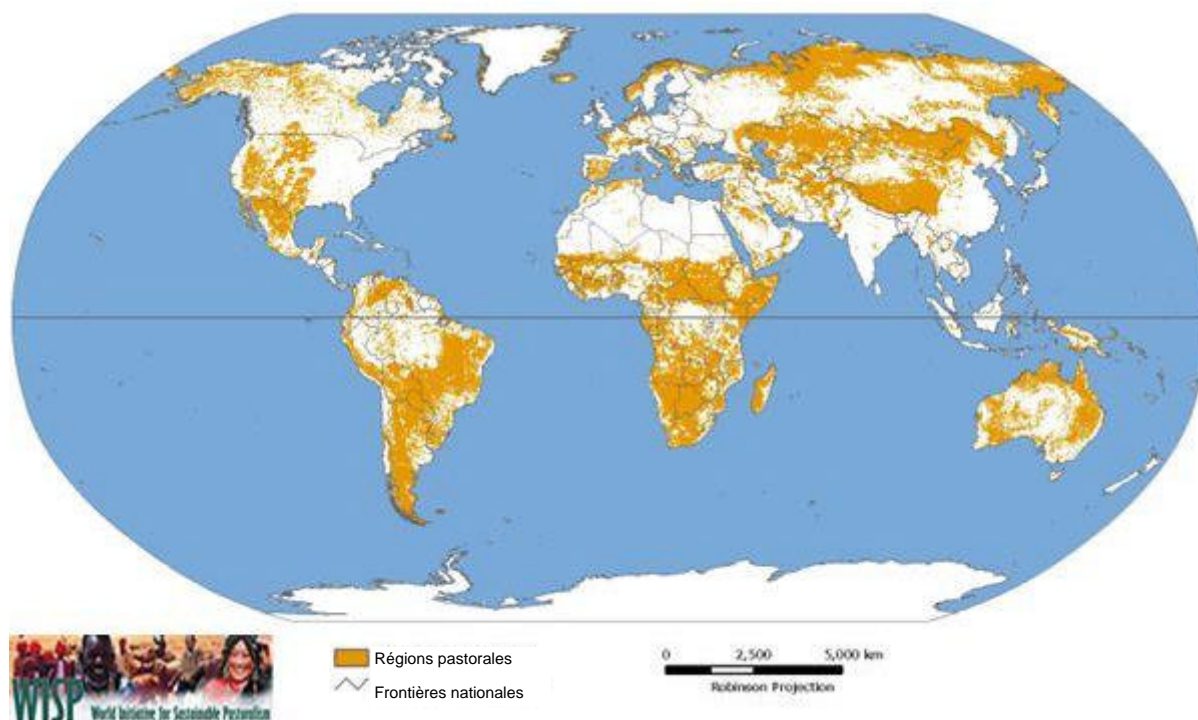 Régions pastorales
Frontières nationales
0 2,500 5,000 km
Robinson Projection
WISP World Initiative for Sustainable Pastoralism